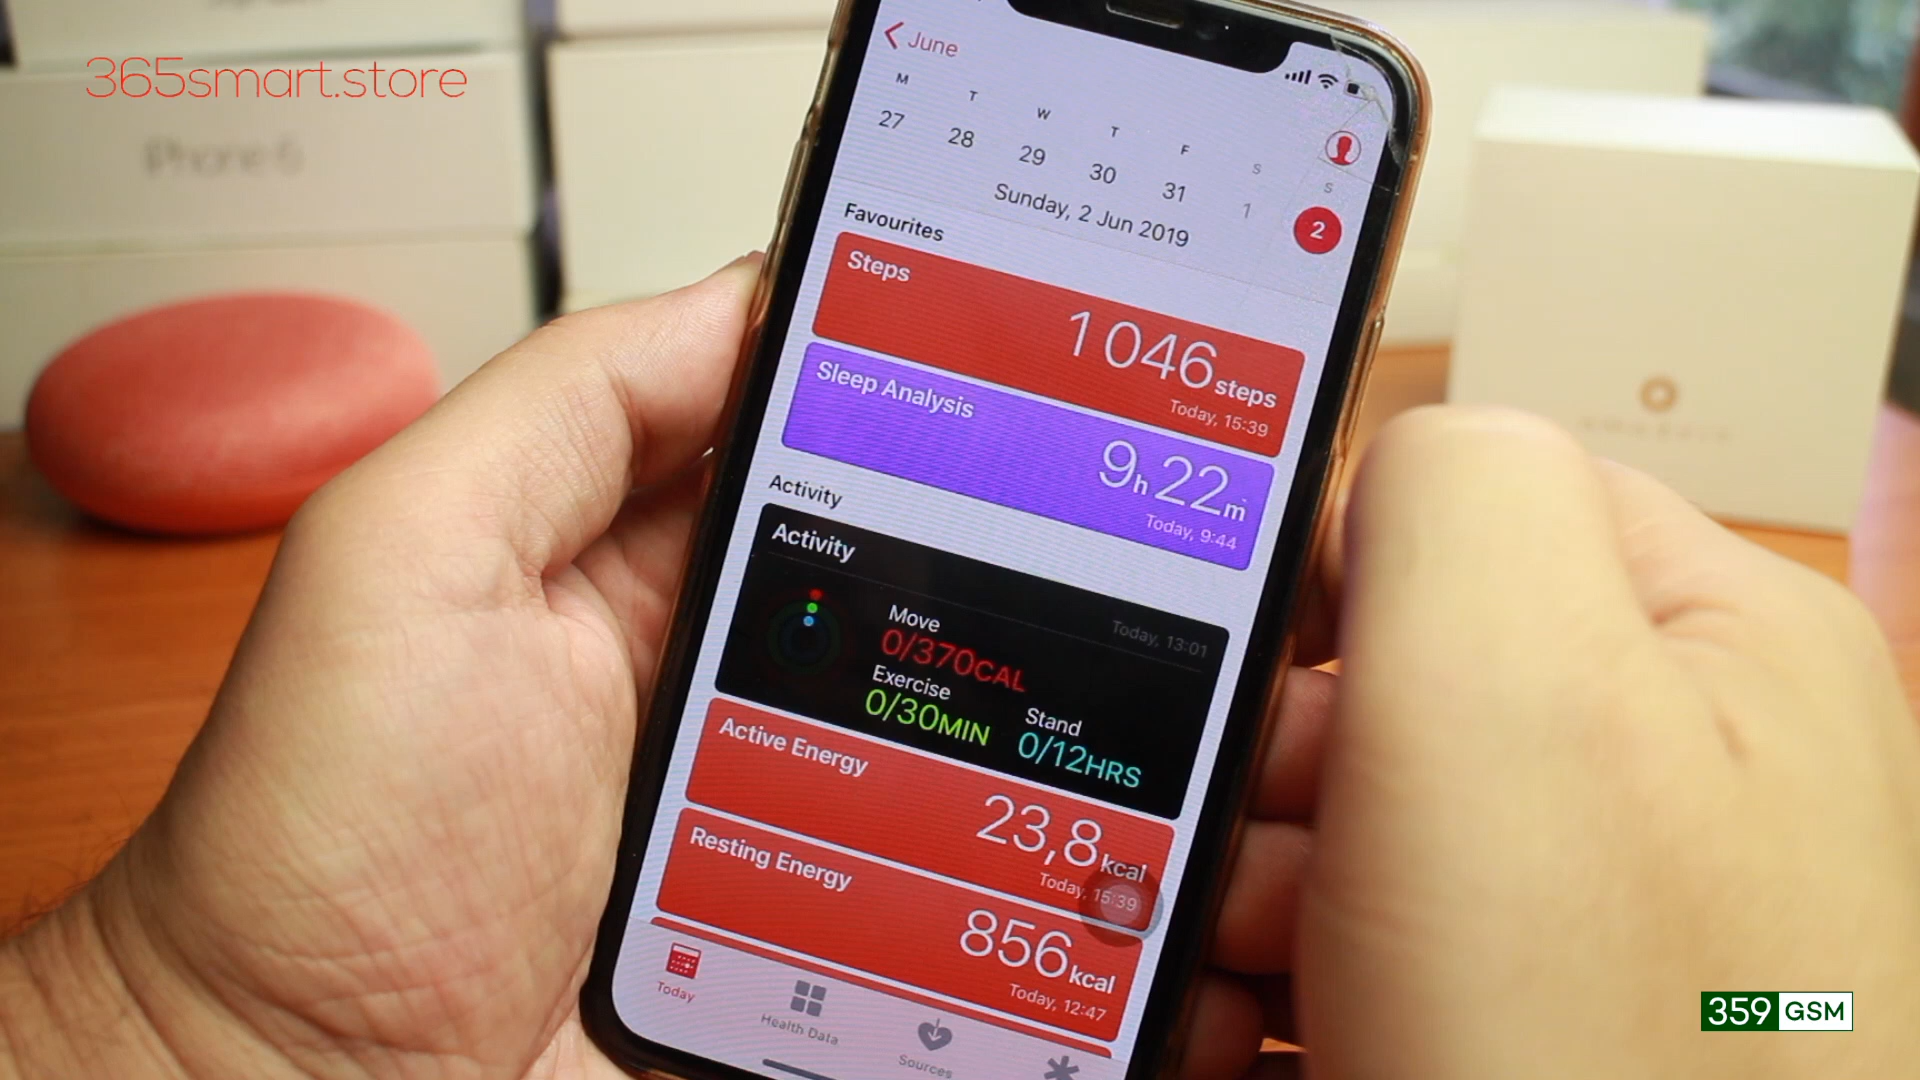 365smart.store
iPhone 6
June
M T W T F S S
27 28 29 30 31 1 2
Sunday, 2 Jun 2019
Favourites
Steps
1 046 steps
Today, 15:39
Sleep Analysis
9h 22m
Today, 9:44
Activity
Activity
Today, 13:01
Move
0/370CAL
Exercise
0/30MIN
Stand
0/12HRS
Active Energy
23,8 kcal
Today, 15:39
Resting Energy
856 kcal
Today, 12:47
Today
Health Data
Sources
359 GSM